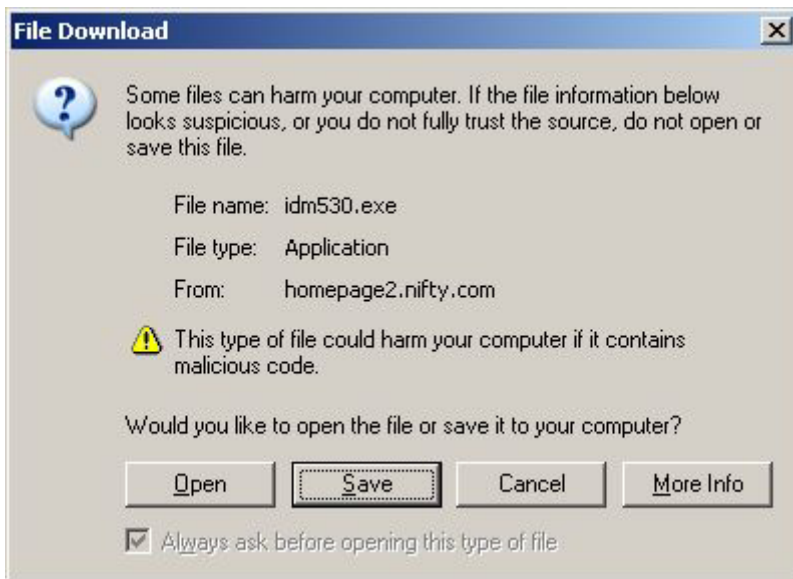 File Download
Some files can harm your computer. If the file information below
looks suspicious, or you do not fully trust the source, do not open or
save this file.
File name: idm530.exe
File type: Application
From: homepage2.nifty.com
This type of file could harm your computer if it contains
malicious code.
Would you like to open the file or save it to your computer?
Open Save Cancel More Info
Always ask before opening this type of file